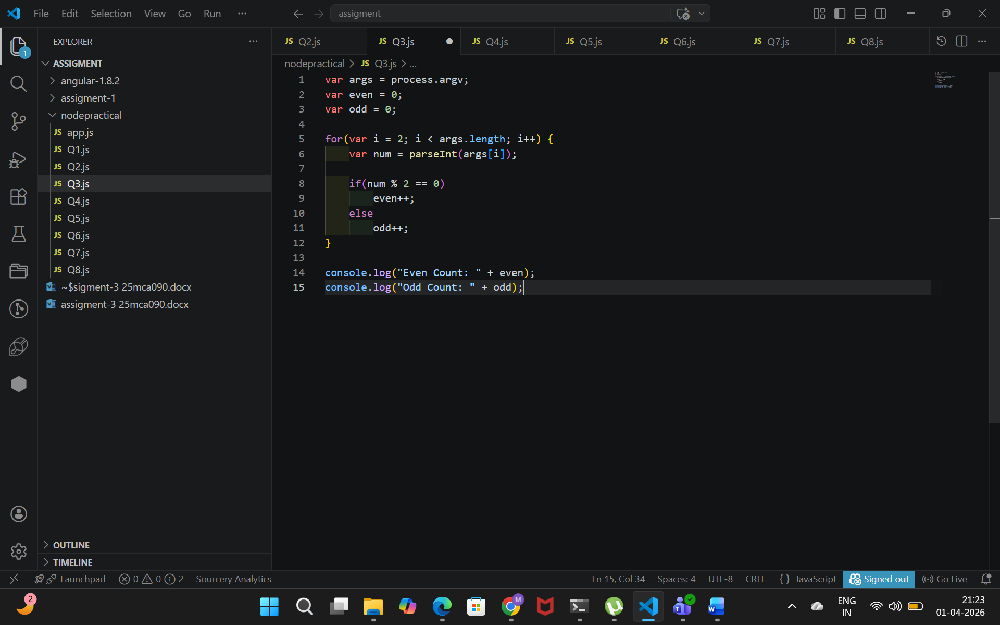 File Edit Selection View Go Run
assigment
EXPLORER
JS Q2.js
JS Q3.js
JS Q4.js
JS Q5.js
JS Q6.js
JS Q7.js
JS Q8.js
1
ASSIGMENT
angular-1.8.2
assigment-1
nodepractical
JS app.js
JS Q1.js
JS Q2.js
JS Q3.js
JS Q4.js
JS Q5.js
JS Q6.js
JS Q7.js
JS Q8.js
~$sigment-3 25mca090.docx
assigment-3 25mca090.docx
OUTLINE
TIMELINE
nodepractical > JS Q3.js > ...
1 var args = process.argv;
2 var even = 0;
3 var odd = 0;
4
5 for(var i = 2; i < args.length; i++) {
6 var num = parseInt(args[i]);
7
8 if(num % 2 == 0)
9 even++;
10 else
11 odd++;
12 }
13
14 console.log("Even Count: " + even);
15 console.log("Odd Count: " + odd);
Launchpad 0 0 2 Sourcery Analytics Ln 15, Col 34 Spaces: 4 UTF-8 CRLF { } JavaScript Signed out Go Live
2
M
T
W
ENG
IN
21:23
01-04-2026